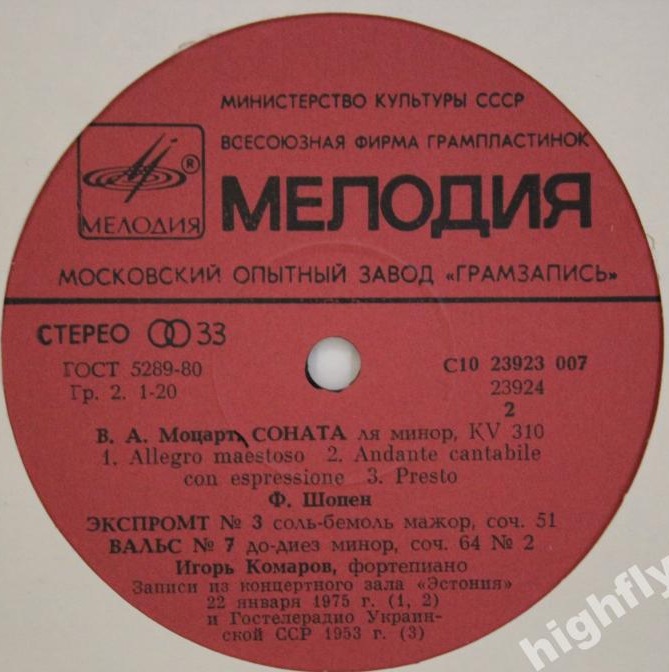 МИНИСТЕРСТВО КУЛЬТУРЫ СССР
ВСЕСОЮЗНАЯ ФИРМА ГРАМПЛАСТИНОК
®
МЕЛОДИЯ
МЕЛОДИЯ
МОСКОВСКИЙ ОПЫТНЫЙ ЗАВОД «ГРАМЗАПИСЬ»
СТЕРЕО 33
ГОСТ 5289-80
Гр. 2. 1-20
С10 23923 007
23924
2
В. А. Моцарт, СОНАТА ля минор, KV 310
1. Allegro maestoso 2. Andante cantabile
con espressione 3. Presto
Ф. Шопен
ЭКСПРОМТ № 3 соль-бемоль мажор, соч. 51
ВАЛЬС № 7 до-диез минор, соч. 64 № 2
Игорь Комаров, фортепиано
Записи из концертного зала «Эстония»
22 января 1975 г. (1, 2)
и Гостелерадио Украин-
ской ССР 1953 г. (3)
highfly